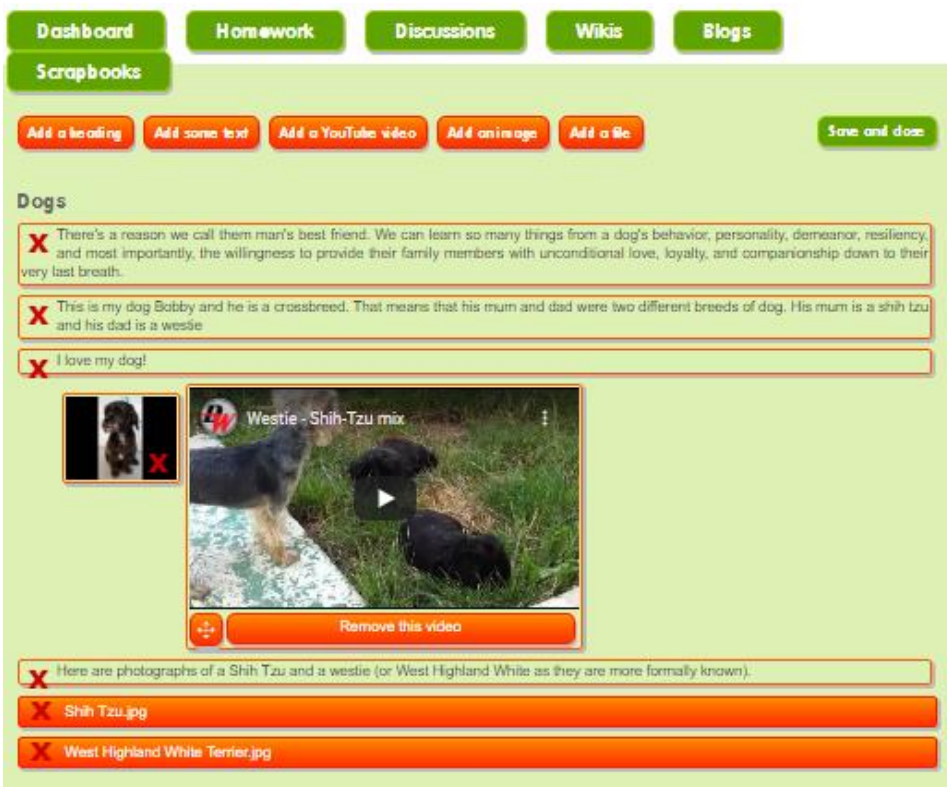 Dashboard
Homework
Discussions
Wikis
Blogs
Scrapbooks
Add a heading
Add some text
Add a YouTube video
Add an image
Add a file
Save and close
Dogs
X There's a reason we call them man's best friend. We can learn so many things from a dog's behavior, personality, demeanor, resiliency,
and most importantly, the willingness to provide their family members with unconditional love, loyalty, and companionship down to their
very last breath.
X This is my dog Bobby and he is a crossbreed. That means that his mum and dad were two different breeds of dog. His mum is a shih tzu
and his dad is a westie
X I love my dog!
X
DW Westie - Shih-Tzu mix
Remove this video
X Here are photographs of a Shih Tzu and a westie (or West Highland White as they are more formally known).
X Shih Tzu.jpg
X West Highland White Terrier.jpg